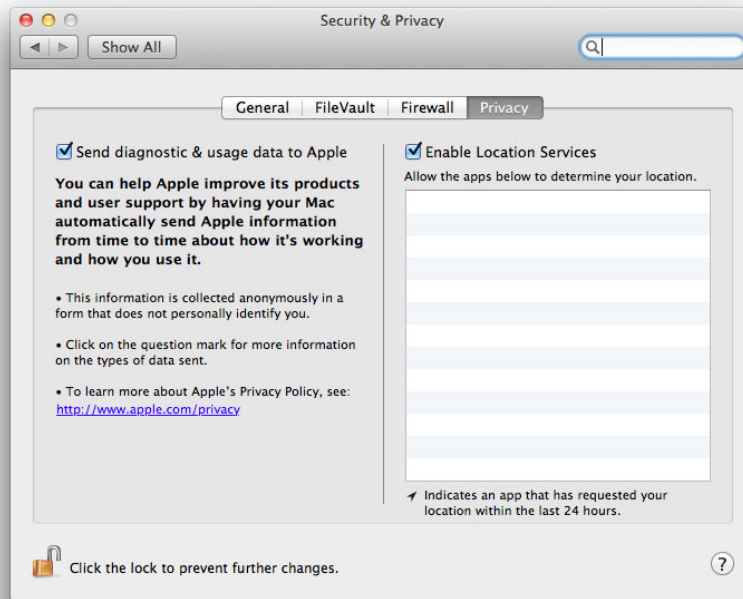 Security & Privacy
Show All
General FileVault Firewall Privacy
Send diagnostic & usage data to Apple
You can help Apple improve its products
and user support by having your Mac
automatically send Apple information
from time to time about how it's working
and how you use it.
• This information is collected anonymously in a
form that does not personally identify you.
• Click on the question mark for more information
on the types of data sent.
• To learn more about Apple's Privacy Policy, see:
http://www.apple.com/privacy
Enable Location Services
Allow the apps below to determine your location.
Indicates an app that has requested your
location within the last 24 hours.
Click the lock to prevent further changes.
?